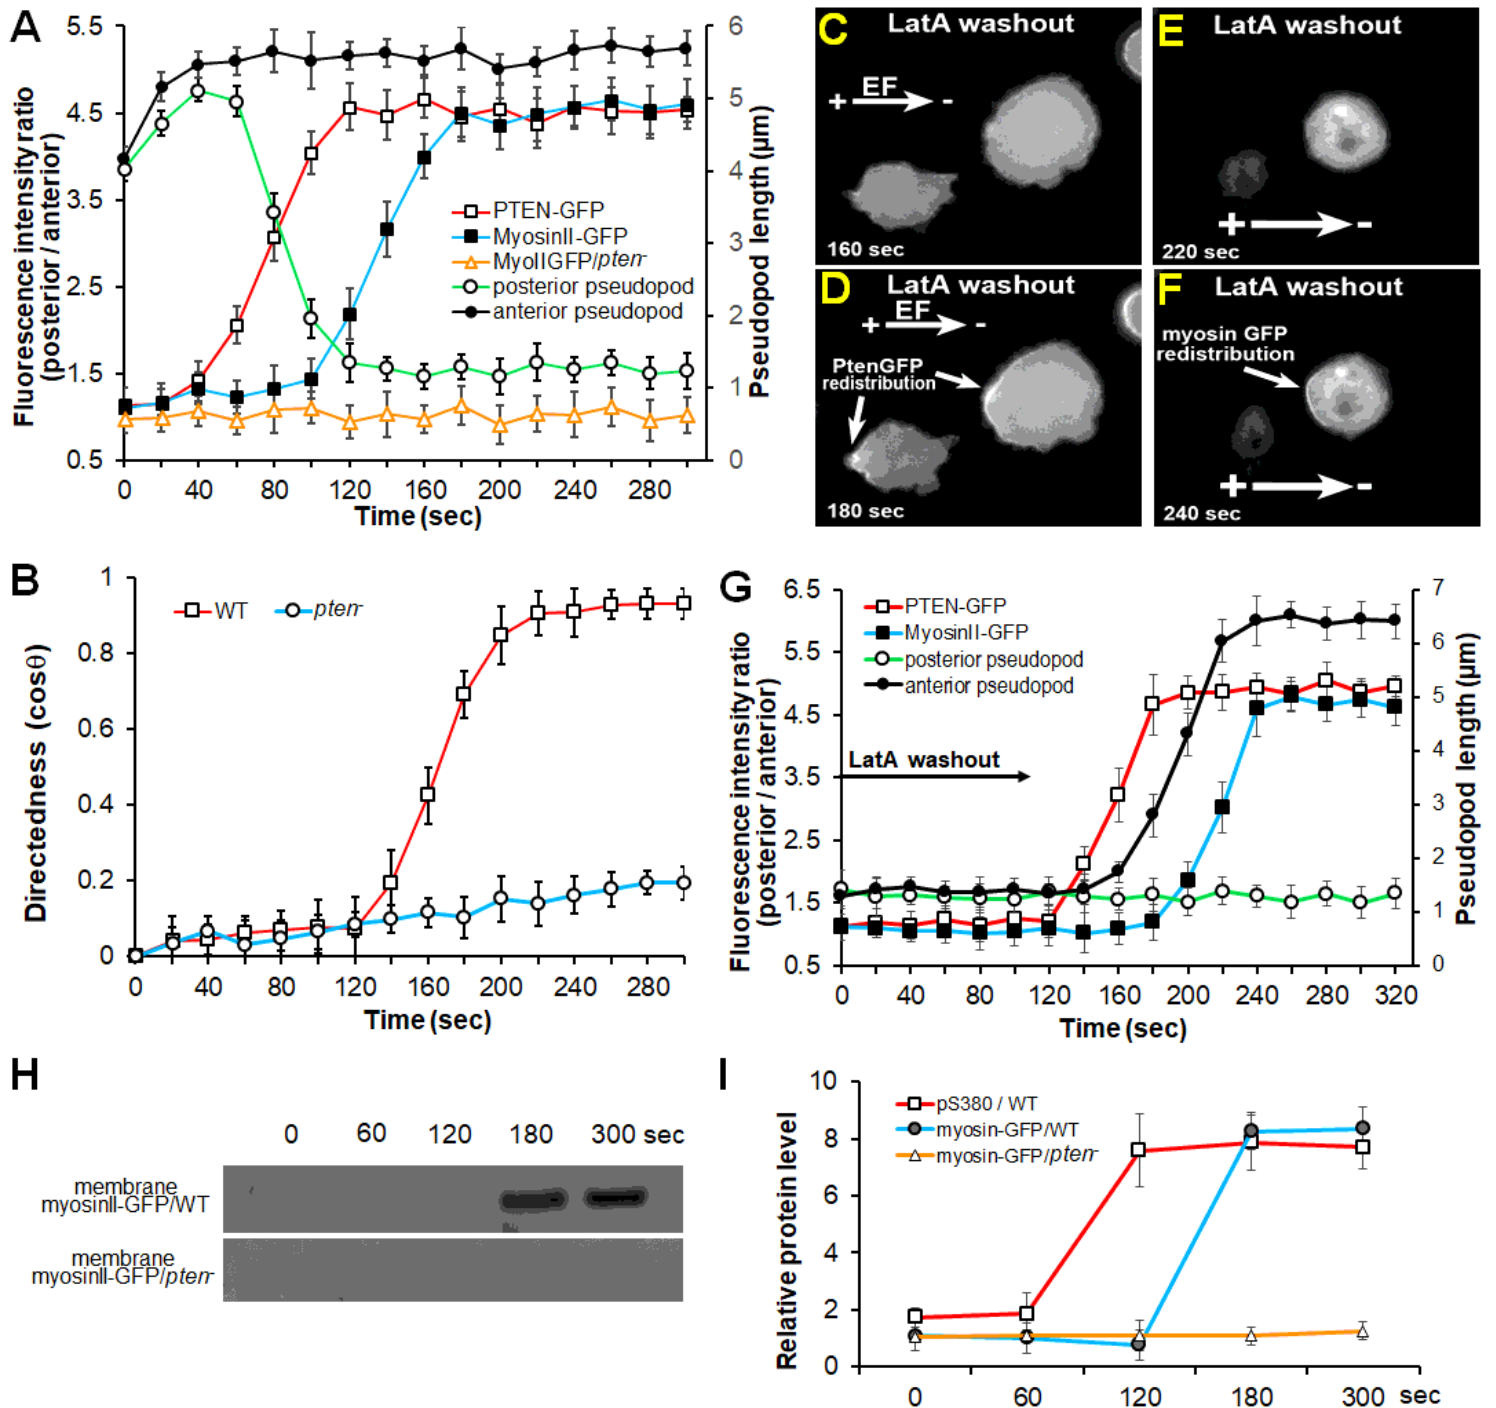 A
Fluorescence intensity ratio
(posterior / anterior)
5.5
4.5
3.5
2.5
1.5
0.5
6
5
4
3
2
1
0
Pseudopod length (µm)
PTEN-GFP
MyosinII-GFP
MyoIIGFP/pten-
posterior pseudopod
anterior pseudopod
0 40 80 120 160 200 240 280
Time (sec)
C
LatA washout
EF
+ -
160 sec
E
LatA washout
+ -
220 sec
D
LatA washout
EF
+ -
PtenGFP
redistribution
180 sec
F
LatA washout
myosin GFP
redistribution
+ -
240 sec
B
Directedness (cosθ)
1
0.8
0.6
0.4
0.2
0
WT pten-
0 40 80 120 160 200 240 280
Time (sec)
G
Fluorescence intensity ratio
(posterior / anterior)
6.5
5.5
4.5
3.5
2.5
1.5
0.5
7
6
5
4
3
2
1
0
Pseudopod length (µm)
PTEN-GFP
MyosinII-GFP
posterior pseudopod
anterior pseudopod
LatA washout
0 40 80 120 160 200 240 280 320
Time (sec)
H
0 60 120 180 300 sec
membrane
myosinII-GFP/WT
membrane
myosinII-GFP/pten-
I
Relative protein level
10
8
6
4
2
0
pS380 / WT
myosin-GFP/WT
myosin-GFP/pten-
0 60 120 180 300 sec